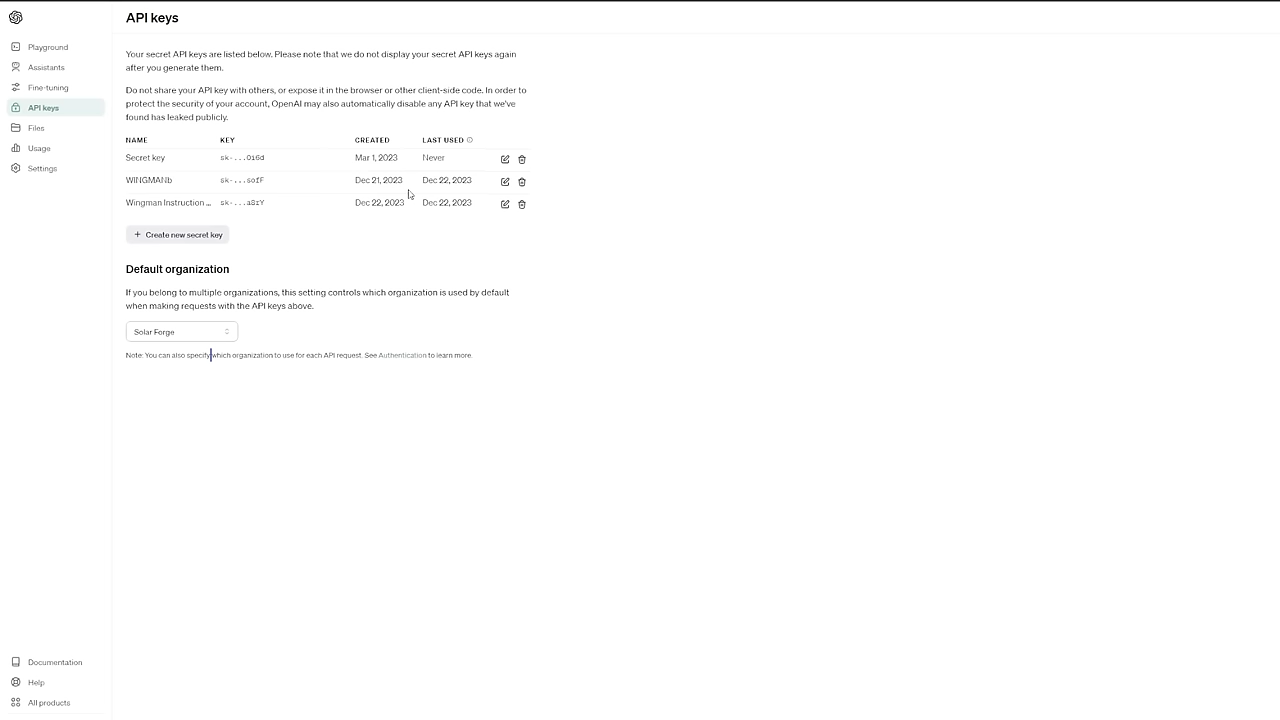 API keys
Playground
Assistants
Fine-tuning
API keys
Files
Usage
Settings
Your secret API keys are listed below. Please note that we do not display your secret API keys again
after you generate them.
Do not share your API key with others, or expose it in the browser or other client-side code. In order to
protect the security of your account, OpenAI may also automatically disable any API key that we've
found has leaked publicly.
NAME KEY CREATED LAST USED
Secret key sk-...0i6d Mar 1, 2023 Never
WINGMANb sk-...sofF Dec 21, 2023 Dec 22, 2023
Wingman Instruction ... sk-...a8rY Dec 22, 2023 Dec 22, 2023
+ Create new secret key
Default organization
If you belong to multiple organizations, this setting controls which organization is used by default
when making requests with the API keys above.
Solar Forge
Note: You can also specify which organization to use for each API request. See Authentication to learn more.
Documentation
Help
All products